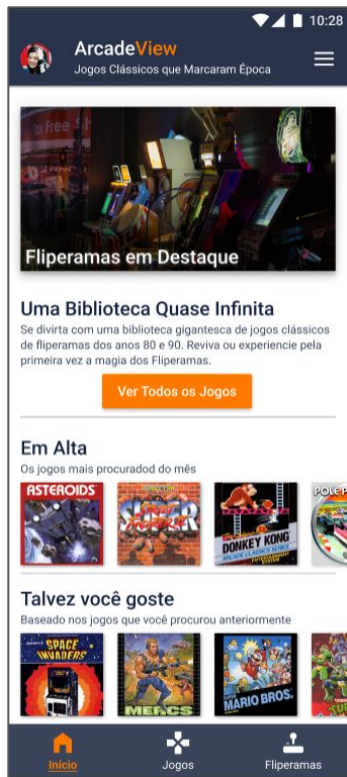 10:28
ArcadeView
Jogos Clássicos que Marcaram Época
Fliperamas em Destaque
Uma Biblioteca Quase Infinita
Se divirta com uma biblioteca gigantesca de jogos clássicos
de fliperamas dos anos 80 e 90. Reviva ou experiencie pela
primeira vez a magia dos Fliperamas.
Ver Todos os Jogos
Em Alta
Os jogos mais procuradod do mês
ASTEROIDS
SUPER
DONKEY KONG
POLE P
Talvez você goste
Baseado nos jogos que você procurou anteriormente
SPACE
INVADERS
MERCS
MARIO BROS.
Início
Jogos
Fliperamas